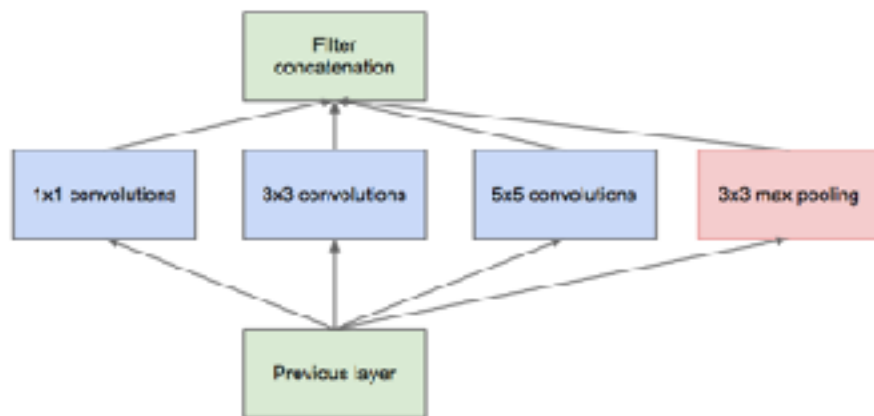 Filter
concatenation
1x1 convolutions
3x3 convolutions
5x5 convolutions
3x3 max pooling
Previous layer